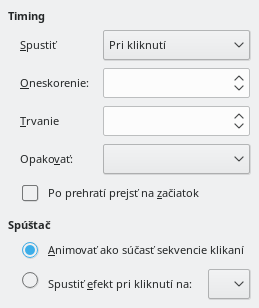 Timing
Spustiť
Pri kliknutí
Oneskorenie:
Trvanie
Opakovať:
Po prehratí prejsť na začiatok
Spúšťač
Animovať ako súčasť sekvencie klikaní
Spustiť efekt pri kliknutí na: